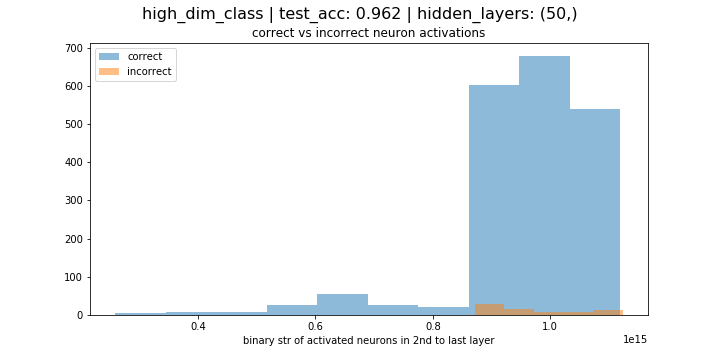 high_dim_class | test_acc: 0.962 | hidden_layers: (50,)
correct vs incorrect neuron activations
correct
incorrect
700
600
500
400
300
200
100
0
0.4 0.6 0.8 1.0
1e15
binary str of activated neurons in 2nd to last layer